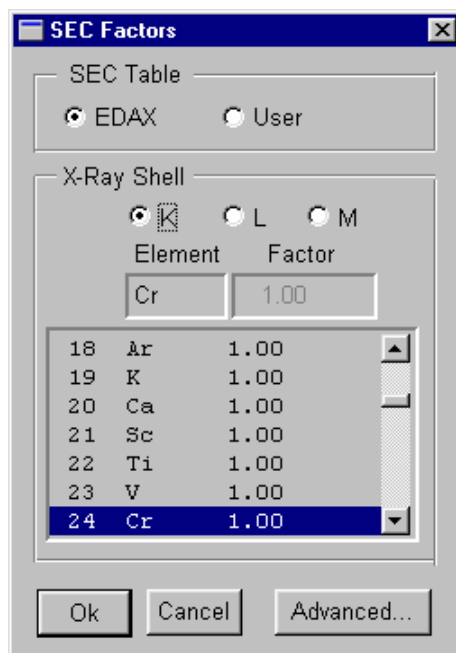 SEC Factors
SEC Table
EDAX User
X-Ray Shell
K L M
Element Factor
Cr 1.00
18 Ar 1.00
19 K 1.00
20 Ca 1.00
21 Sc 1.00
22 Ti 1.00
23 V 1.00
24 Cr 1.00
Ok Cancel Advanced...